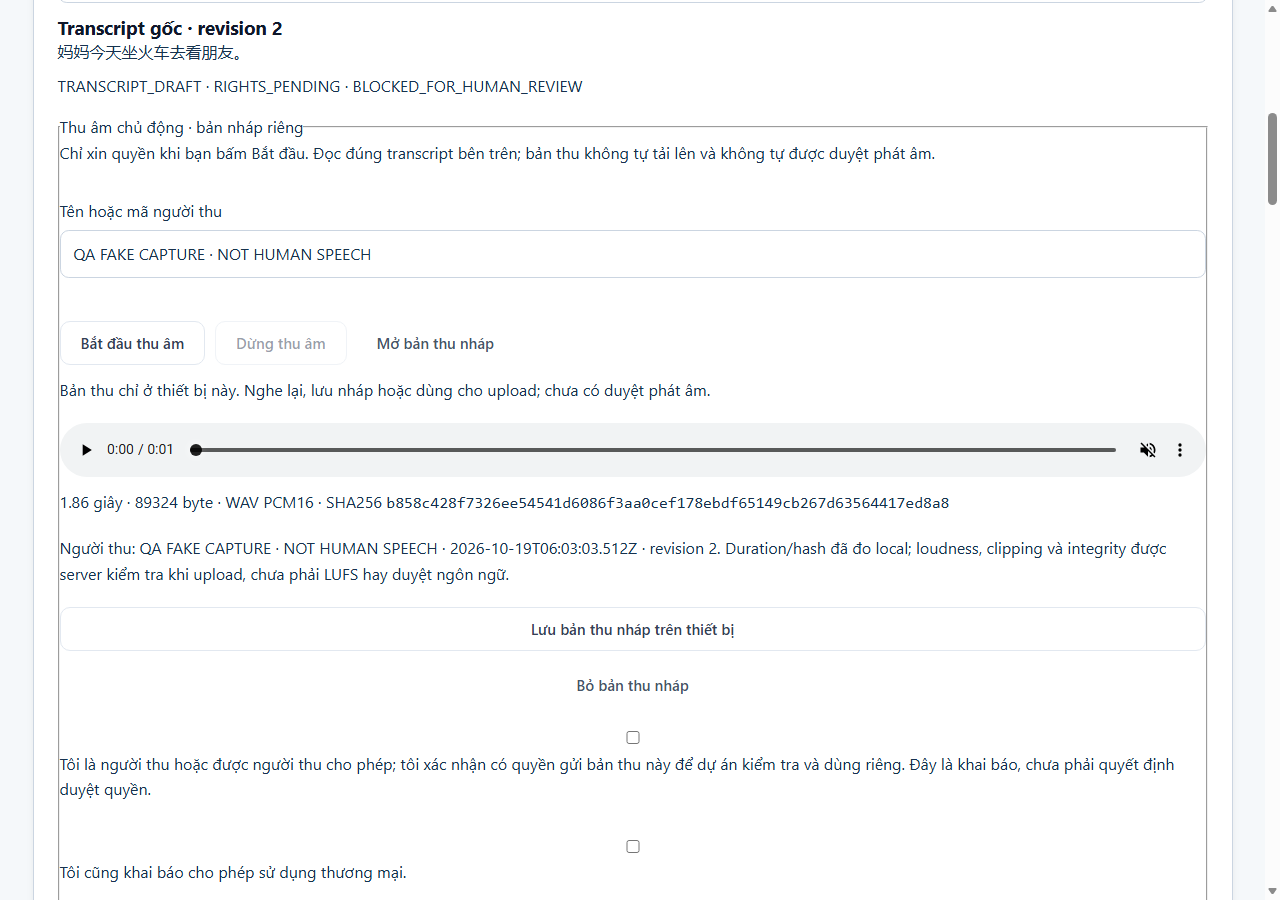 Transcript gốc · revision 2
妈妈今天坐火车去看朋友。
TRANSCRIPT_DRAFT · RIGHTS_PENDING · BLOCKED_FOR_HUMAN_REVIEW
Thu âm chủ động · bản nháp riêng
Chỉ xin quyền khi bạn bấm Bắt đầu. Đọc đúng transcript bên trên; bản thu không tự tải lên và không tự được duyệt phát âm.
Tên hoặc mã người thu
QA FAKE CAPTURE · NOT HUMAN SPEECH
Bắt đầu thu âm Dừng thu âm Mở bản thu nháp
Bản thu chỉ ở thiết bị này. Nghe lại, lưu nháp hoặc dùng cho upload; chưa có duyệt phát âm.
0:00 / 0:01
1.86 giây · 89324 byte · WAV PCM16 · SHA256 b858c428f7326ee54541d6086f3aa0cef178ebdf65149cb267d63564417ed8a8
Người thu: QA FAKE CAPTURE · NOT HUMAN SPEECH · 2026-10-19T06:03:03.512Z · revision 2. Duration/hash đã đo local; loudness, clipping và integrity được
server kiểm tra khi upload, chưa phải LUFS hay duyệt ngôn ngữ.
Lưu bản thu nháp trên thiết bị
Bỏ bản thu nháp
Tôi là người thu hoặc được người thu cho phép; tôi xác nhận có quyền gửi bản thu này để dự án kiểm tra và dùng riêng. Đây là khai báo, chưa phải quyết định
duyệt quyền.
Tôi cũng khai báo cho phép sử dụng thương mại.